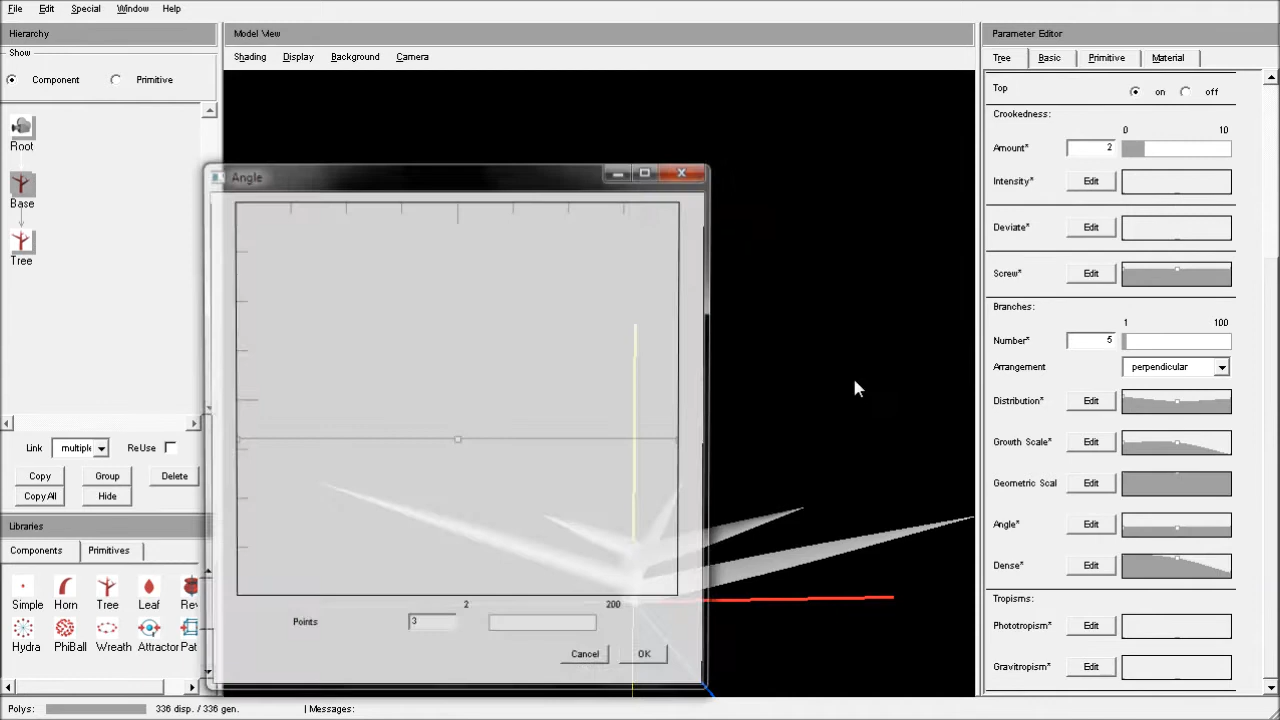 File Edit Special Window Help
Hierarchy
Show
Component Primitive
Root
Base
Tree
Link multiple ReUse
Copy Group Delete
Copy All Hide
Libraries
Components Primitives
Horn Tree Leaf Rev
Hydra PhiBall Wreath Attractor Pat
Polys: 336 disp. / 336 gen. Messages:
Model View
Shading Display Background Camera
Angle
2 200
Points 3
Cancel OK
Parameter Editor
Tree Basic Primitive Material
Top on off
Crookedness:
0 10
Amount* 2
Intensity* Edit
Deviate* Edit
Screw* Edit
Branches:
1 100
Number* 5
Arrangement perpendicular
Distribution* Edit
Growth Scale* Edit
Geometric Scal Edit
Angle* Edit
Dense* Edit
Tropisms:
Phototropism* Edit
Gravitropism* Edit